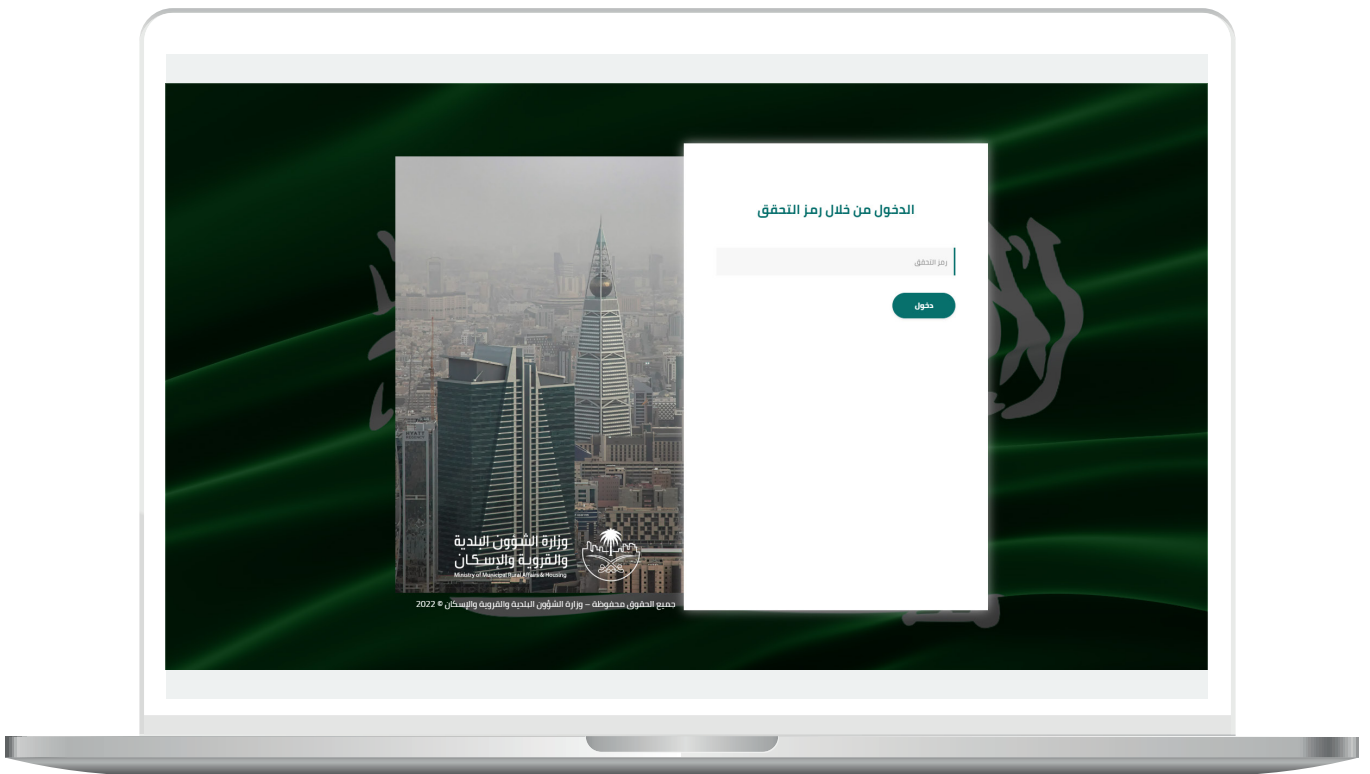 الدخول من خلال رمز التحقق
رمز التحقق
دخول
وزارة الشؤون البلدية
والقروية والإسكان
Ministry of Municipal Rural Affairs & Housing
جميع الحقوق محفوظة – وزارة الشؤون البلدية والقروية والإسكان © 2022